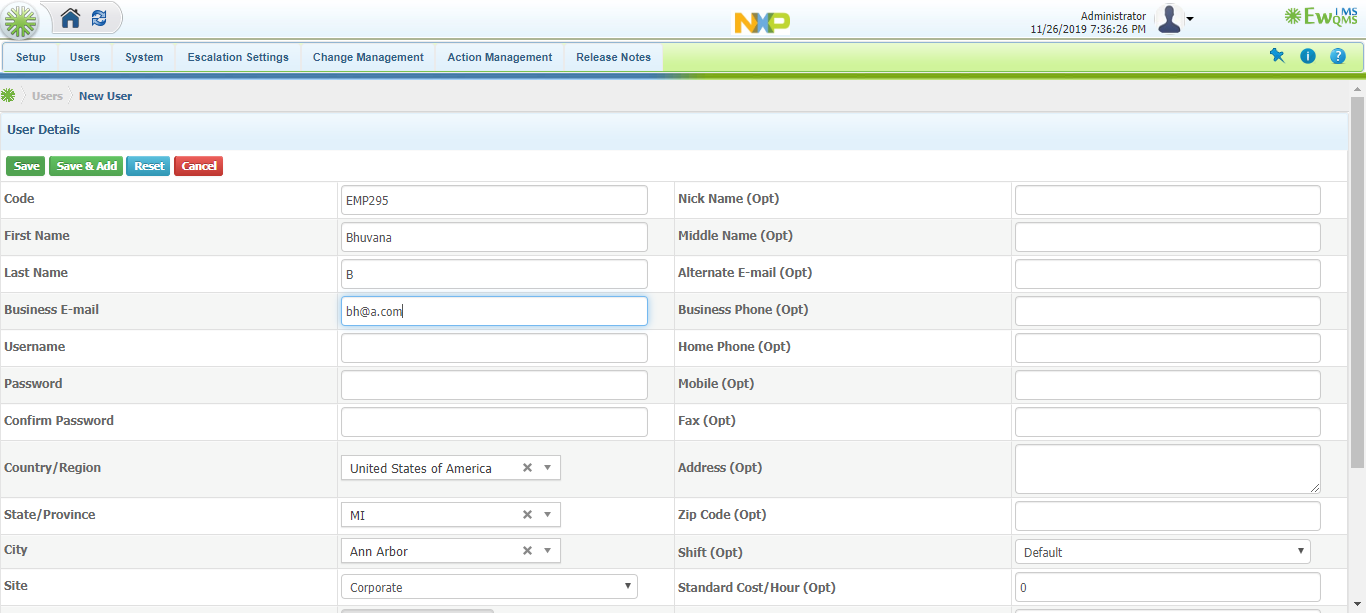 NXP
Administrator
11/26/2019 7:36:26 PM
EwIMS
QMS
Setup Users System Escalation Settings Change Management Action Management Release Notes
Users New User
User Details
Save Save & Add Reset Cancel
Code EMP295 Nick Name (Opt)
First Name Bhuvana Middle Name (Opt)
Last Name B Alternate E-mail (Opt)
Business E-mail bh@a.com Business Phone (Opt)
Username Home Phone (Opt)
Password Mobile (Opt)
Confirm Password Fax (Opt)
Country/Region United States of America Address (Opt)
State/Province MI Zip Code (Opt)
City Ann Arbor Shift (Opt) Default
Site Corporate Standard Cost/Hour (Opt) 0